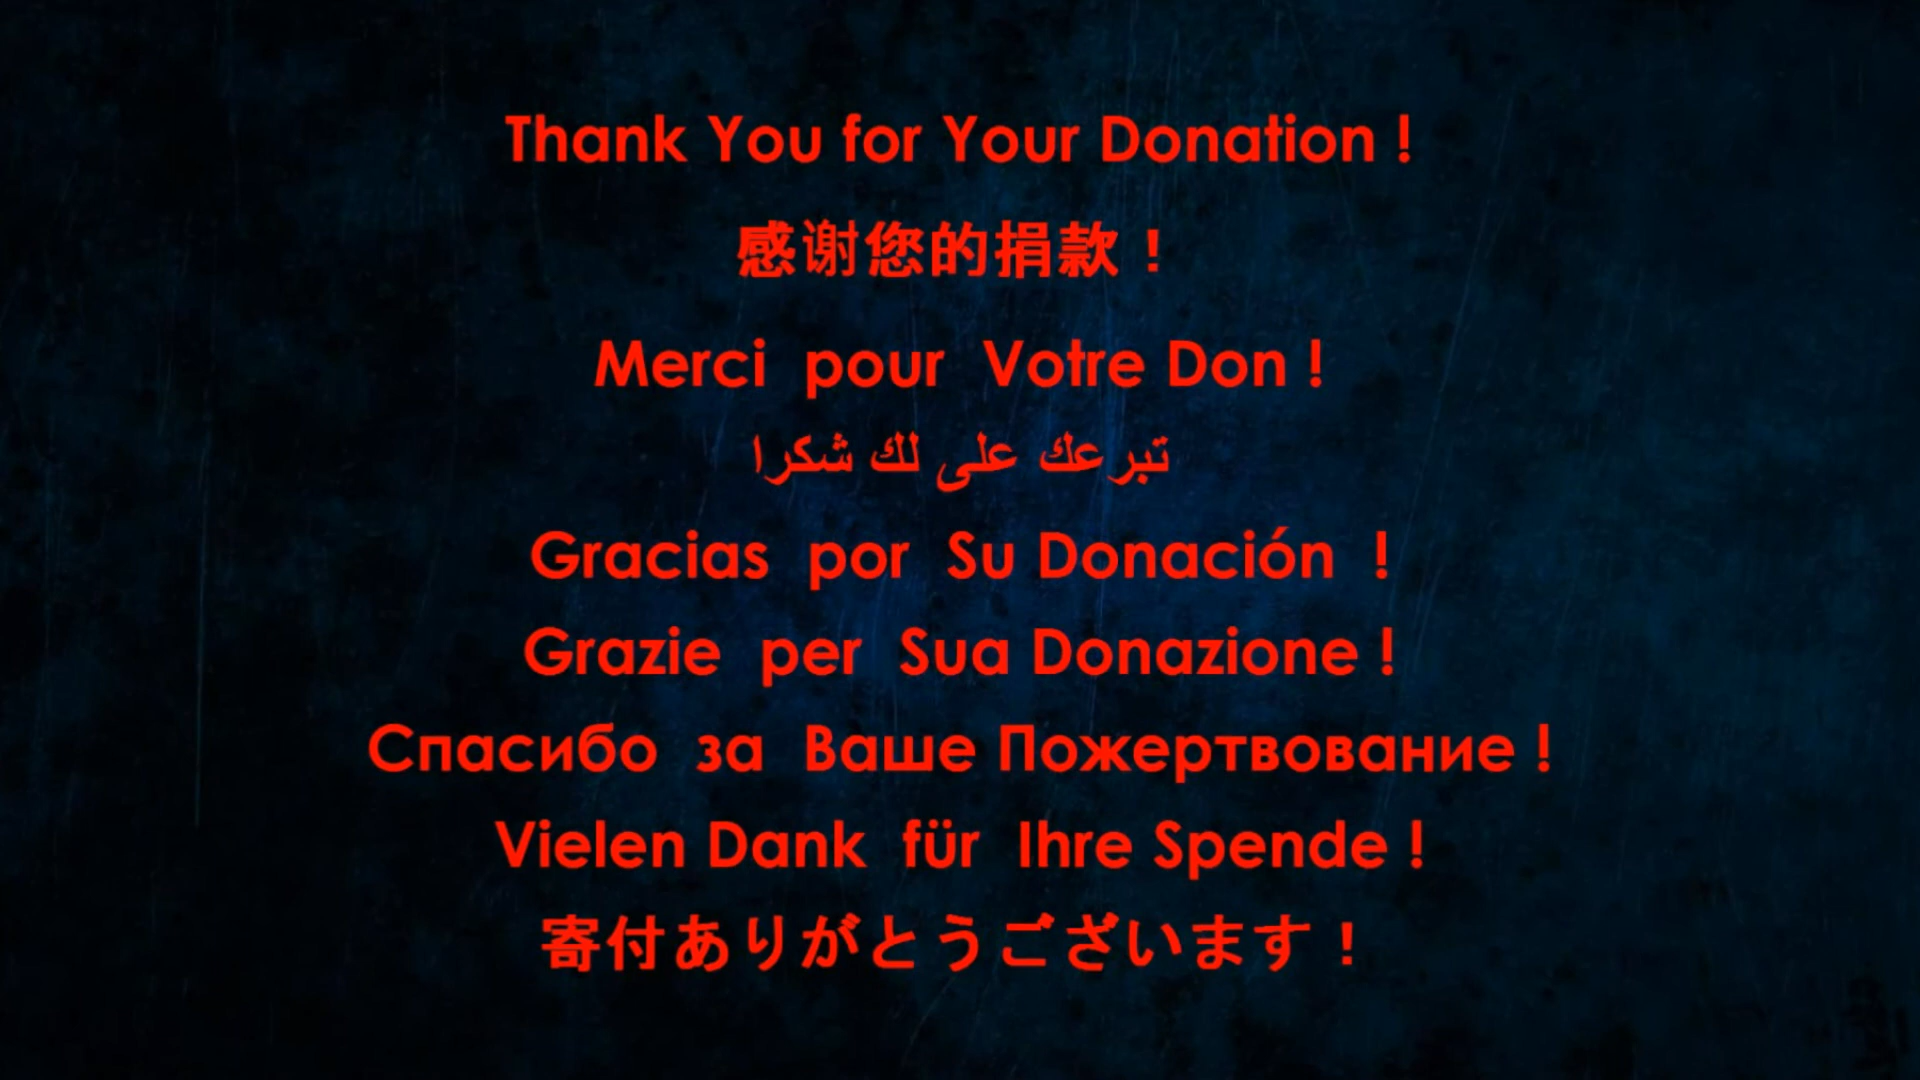 Thank You for Your Donation !
感谢您的捐款！
Merci pour Votre Don !
تبرعك على لك شكرا
Gracias por Su Donación !
Grazie per Sua Donazione !
Спасибо за Ваше Пожертвование !
Vielen Dank für Ihre Spende !
寄付ありがとうございます！